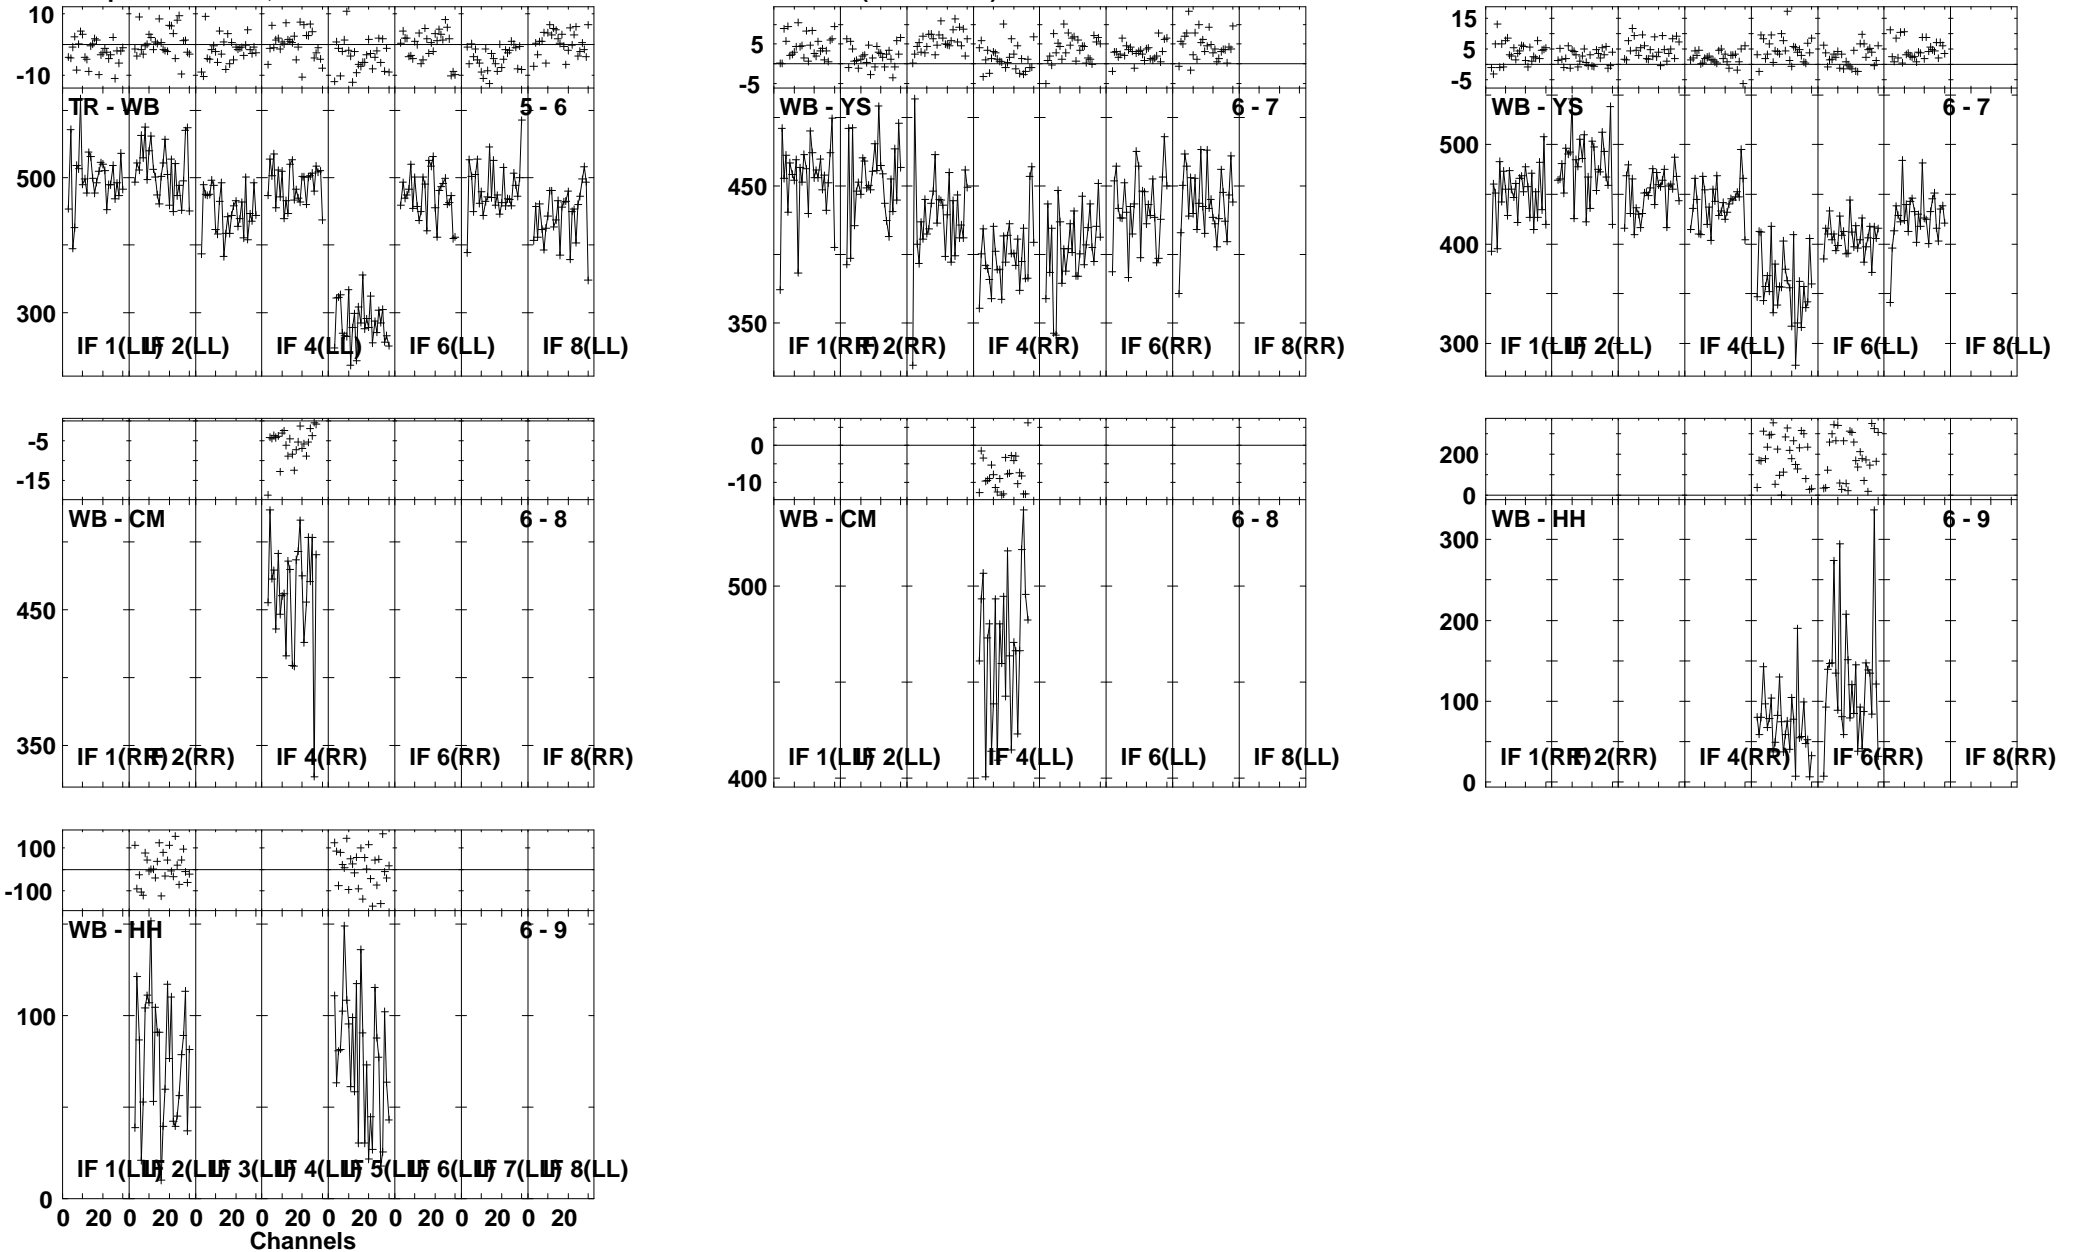 10 5 15
-10 -5 5
-5
TR - WB 5 - 6 WB - YS 6 - 7 WB - YS 6 - 7
500 450 500
300 350 400
300
IF 1(LL) IF 2(LL) IF 4(LL) IF 6(LL) IF 8(LL)
IF 1(RR) IF 2(RR) IF 4(RR) IF 6(RR) IF 8(RR)
IF 1(LL) IF 2(LL) IF 4(LL) IF 6(LL) IF 8(LL)
-5 0 200
-15 -10 0
WB - CM 6 - 8 WB - CM 6 - 8 WB - HH 6 - 9
450 500 300
350 400 200
100
0
IF 1(RR) IF 2(RR) IF 4(RR) IF 6(RR) IF 8(RR)
IF 1(LL) IF 2(LL) IF 4(LL) IF 6(LL) IF 8(LL)
IF 1(RR) IF 2(RR) IF 4(RR) IF 6(RR) IF 8(RR)
100
-100
WB - HH 6 - 9
100
0
IF 1(LL) IF 2(LL) IF 3(LL) IF 4(LL) IF 5(LL) IF 6(LL) IF 7(LL) IF 8(LL)
0 20 0 20 0 20 0 20 0 20 0 20 0 20 0 20
Channels